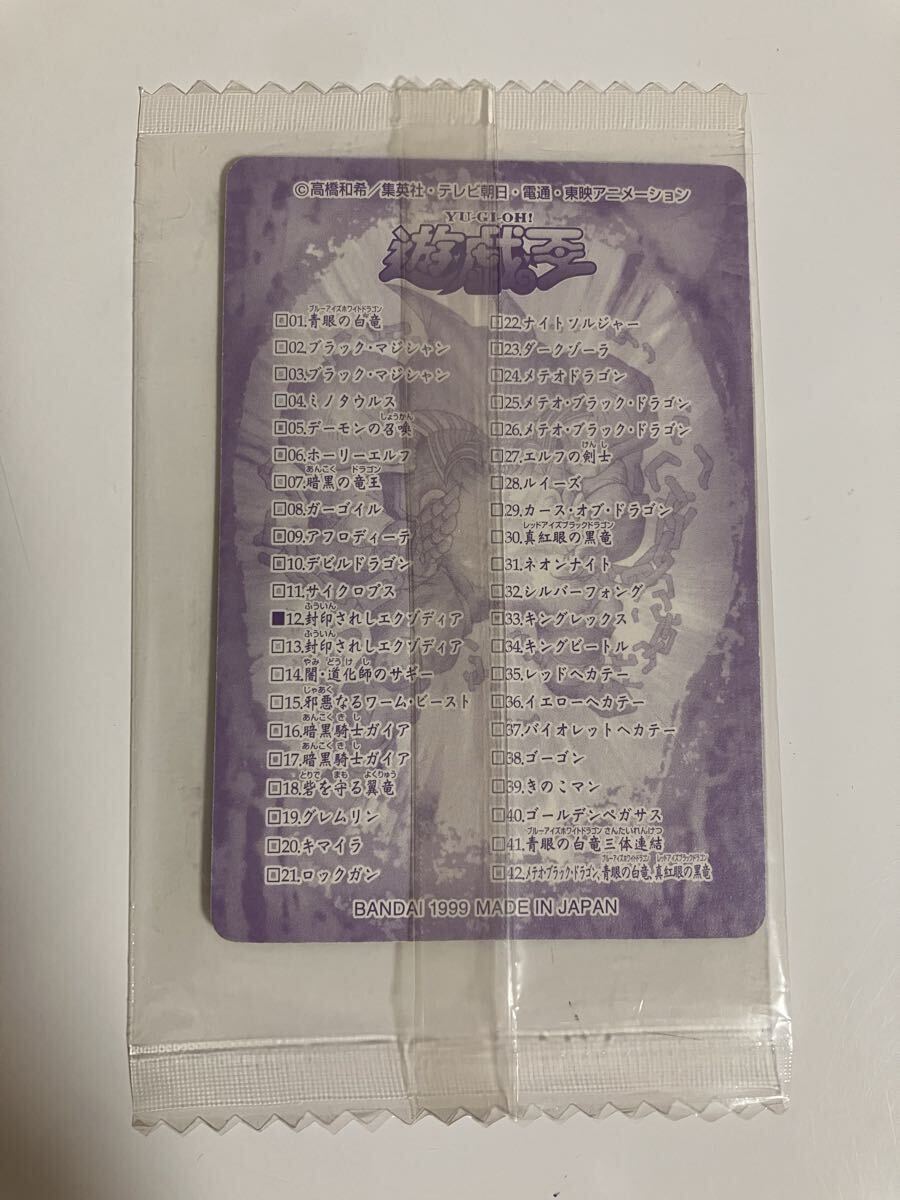 ©高橋和希／集英社・テレビ朝日・電通・東映アニメーション
YU-GI-OH!
遊戯王
ブルーアイズホワイトドラゴン
□01.青眼の白竜
□02.ブラック・マジシャン
□03.ブラック・マジシャン
□04.ミノタウルス
しょうかん
□05.デーモンの召喚
□06.ホーリーエルフ
あんこく ドラゴン
□07.暗黒の竜王
□08.ガーゴイル
□09.アフロディーテ
□10.デビルドラゴン
□11.サイクロプス
ふういん
■12.封印されしエクゾディア
ふういん
□13.封印されしエクゾディア
やみ どうけし
□14.闇・道化師のサギー
じゃあく
□15.邪悪なるワーム・ビースト
あんこくきし
□16.暗黒騎士ガイア
あんこくきし
□17.暗黒騎士ガイア
とりで まも よくりゅう
□18.砦を守る翼竜
□19.グレムリン
□20.キマイラ
□21.ロックガン
□22.ナイトソルジャー
□23.ダークゾーラ
□24.メテオドラゴン
□25.メテオ・ブラック・ドラゴン
□26.メテオ・ブラック・ドラゴン
けんし
□27.エルフの剣士
□28.ルイーズ
□29.カース・オブ・ドラゴン
レッドアイズブラックドラゴン
□30.真紅眼の黒竜
□31.ネオンナイト
□32.シルバーフォング
□33.キングレックス
□34.キングビートル
□35.レッドヘカテー
□36.イエローヘカテー
□37.バイオレットヘカテー
□38.ゴーゴン
□39.きのこマン
□40.ゴールデンペガサス
ブルーアイズホワイトドラゴン さんたいれんけつ
□41.青眼の白竜三体連結
ブルーアイズホワイトドラゴン レッドアイズブラックドラゴン
□42.メテオ・ブラック・ドラゴン,青眼の白竜,真紅眼の黒竜
BANDAI 1999 MADE IN JAPAN